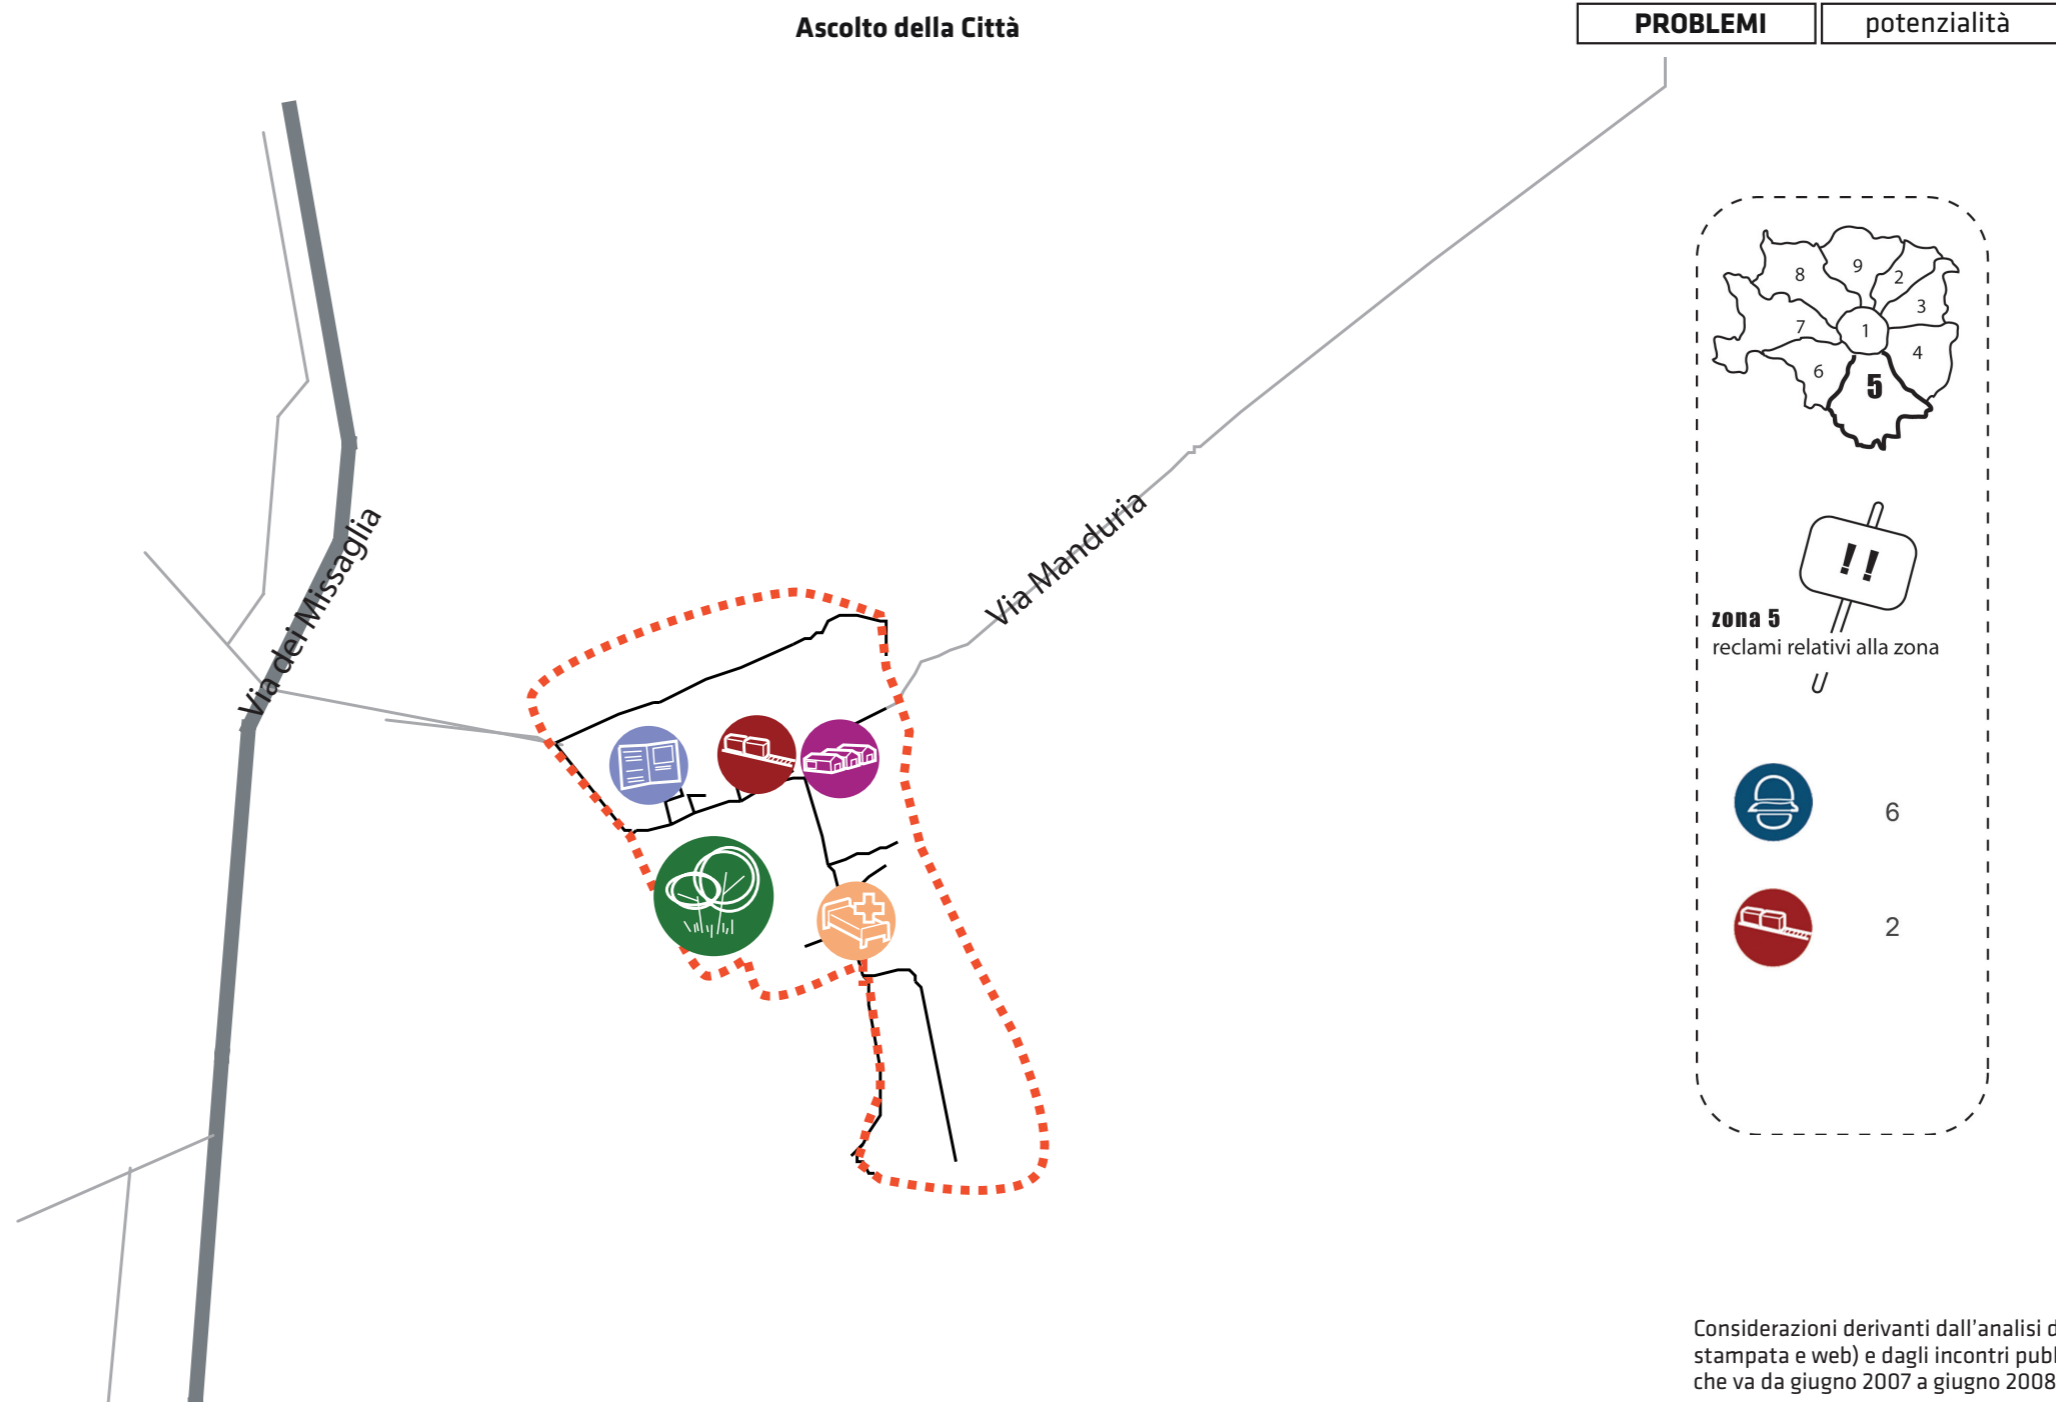 Ascolto della Città
PROBLEMI
potenzialità
Via dei Missaglia
Via Manduria
8
9
2
3
7
1
4
6
5
!!
zona 5
reclami relativi alla zona
6
2
Considerazioni derivanti dall'analisi d
stampata e web) e dagli incontri pubbl
che va da giugno 2007 a giugno 2008